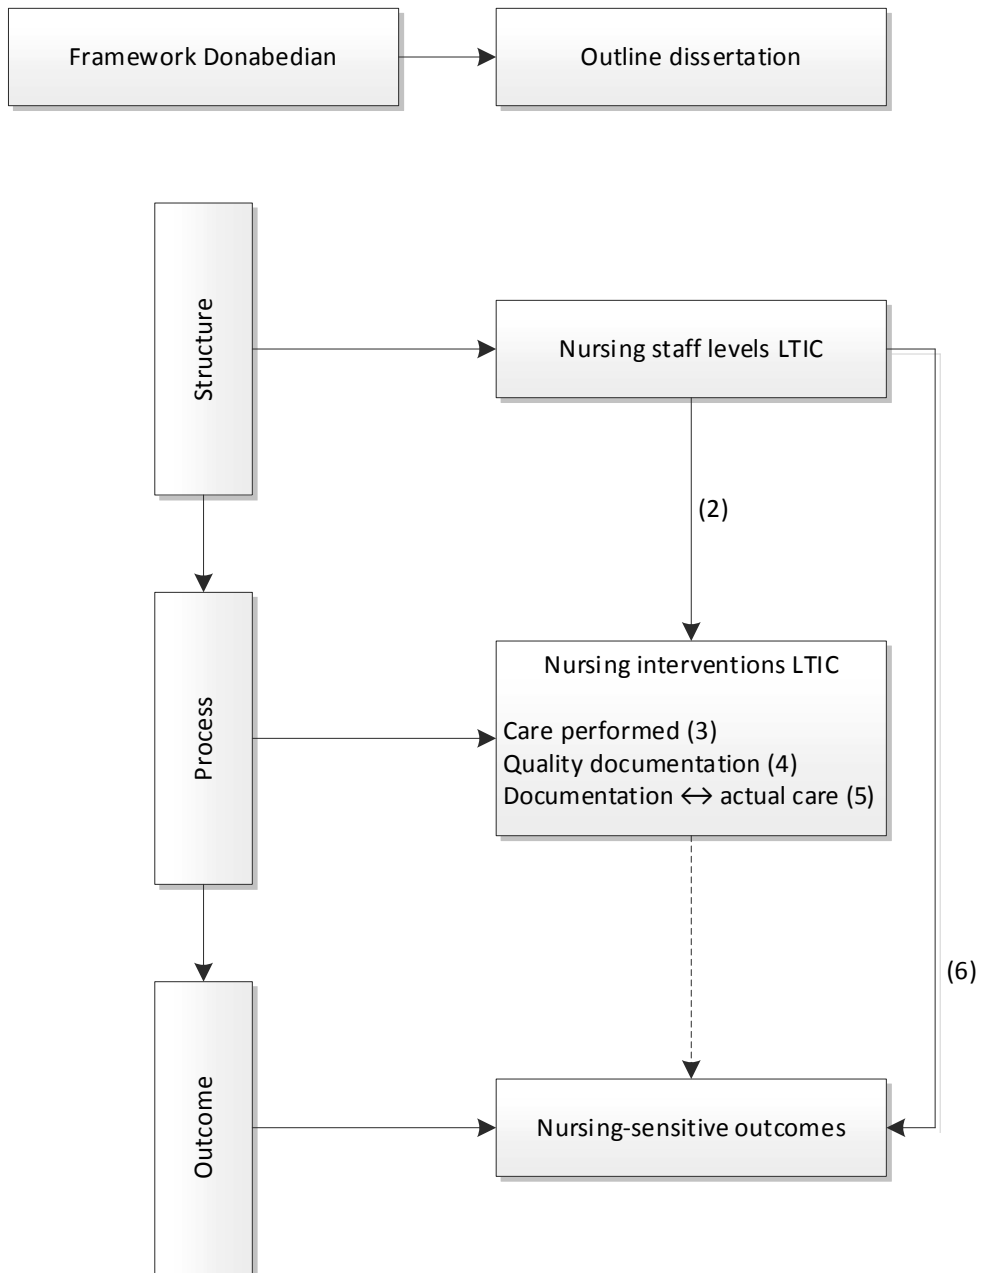 Framework Donabedian
Outline dissertation
Structure
Nursing staff levels LTIC
(2)
Process
Nursing interventions LTIC
Care performed (3)
Quality documentation (4)
Documentation ↔ actual care (5)
(6)
Outcome
Nursing-sensitive outcomes